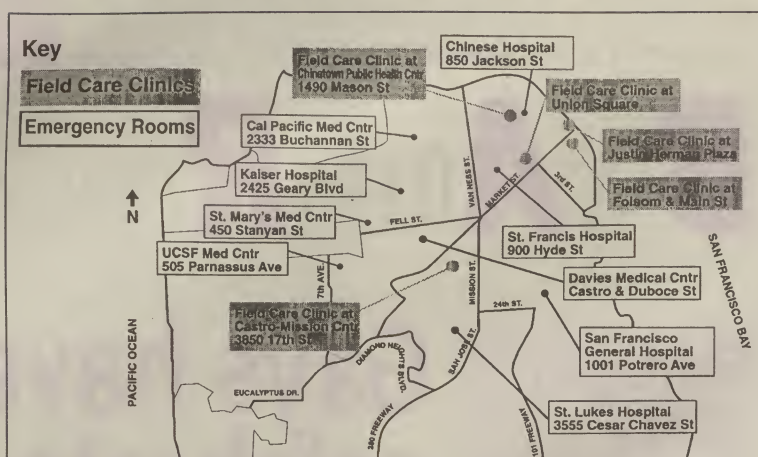 Key
Field Care Clinics
Emergency Rooms
Field Care Clinic at
Chinatown Public Health Cntr
1490 Mason St
Chinese Hospital
850 Jackson St
Field Care Clinic at
Union Square
Cal Pacific Med Cntr
2333 Buchannan St
Field Care Clinic at
Justin Herman Plaza
Kaiser Hospital
2425 Geary Blvd
Field Care Clinic at
Folsom & Main St
N
St. Mary's Med Cntr
450 Stanyan St
UCSF Med Cntr
505 Parnassus Ave
St. Francis Hospital
900 Hyde St
Davies Medical Cntr
Castro & Duboce St
Field Care Clinic at
Castro-Mission Cntr
3850 17th St
San Francisco
General Hospital
1001 Potrero Ave
St. Lukes Hospital
3555 Cesar Chavez St
VAN NESS ST.
MARKET ST.
3rd ST.
FELL ST.
7th AVE.
MISSION ST.
24th ST.
DIAMOND HEIGHTS BLVD.
SAN JOSE ST.
EUCALYPTUS DR.
280 FREEWAY
101 FREEWAY
PACIFIC OCEAN
SAN FRANCISCO BAY